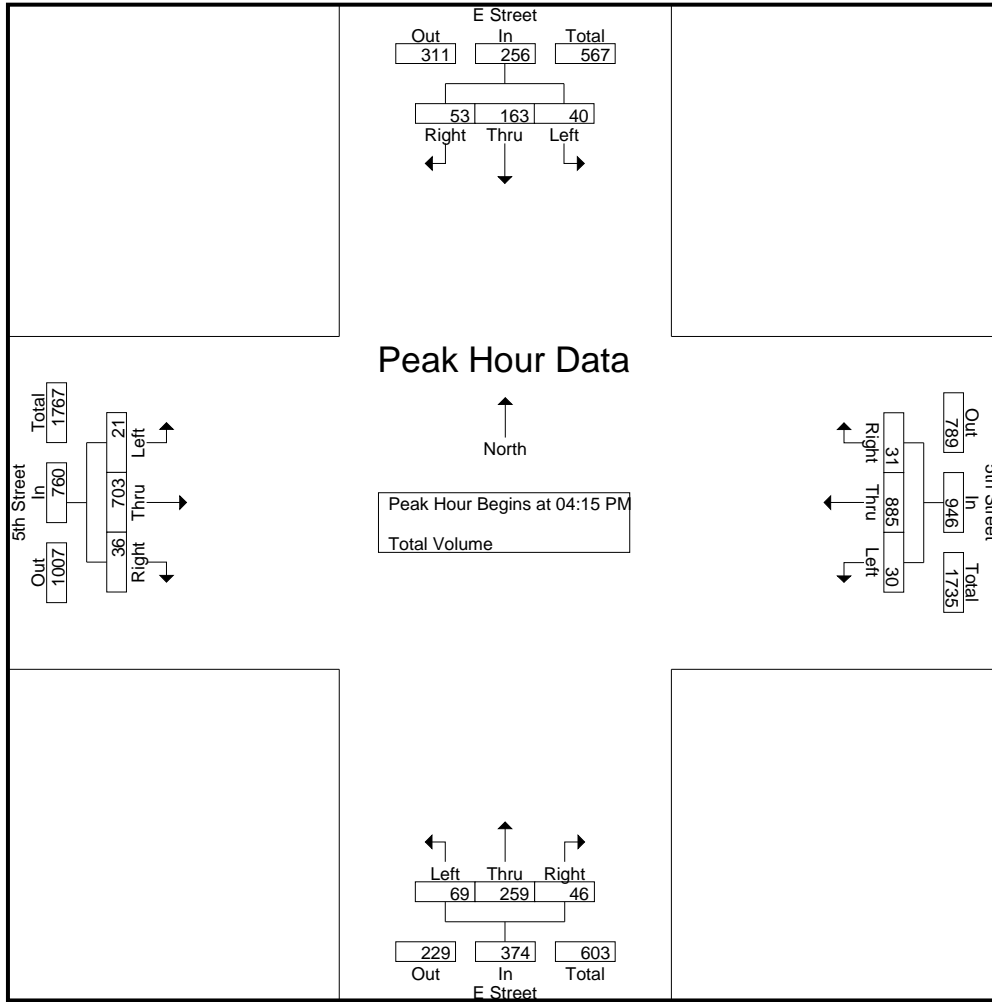 E Street
Out In Total
311 256 567
53 163 40
Right Thru Left
Peak Hour Data
North
Peak Hour Begins at 04:15 PM
Total Volume
5th Street
Total In Out
1767 760 1007
21 703 36
Left Thru Right
5th Street
Out In Total
789 946 1735
31 885 30
Right Thru Left
Left Thru Right
69 259 46
229 374 603
Out In Total
E Street